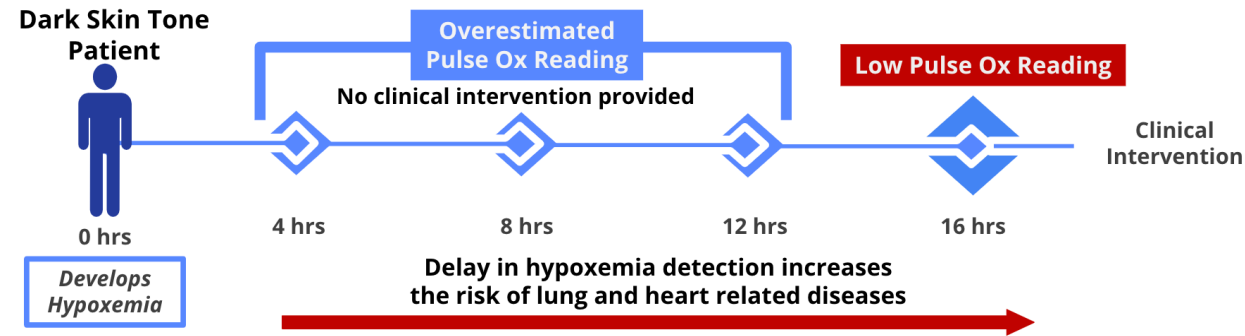 Dark Skin Tone
Patient
Overestimated
Pulse Ox Reading
No clinical intervention provided
Low Pulse Ox Reading
Clinical
Intervention
0 hrs
4 hrs
8 hrs
12 hrs
16 hrs
Develops
Hypoxemia
Delay in hypoxemia detection increases
the risk of lung and heart related diseases